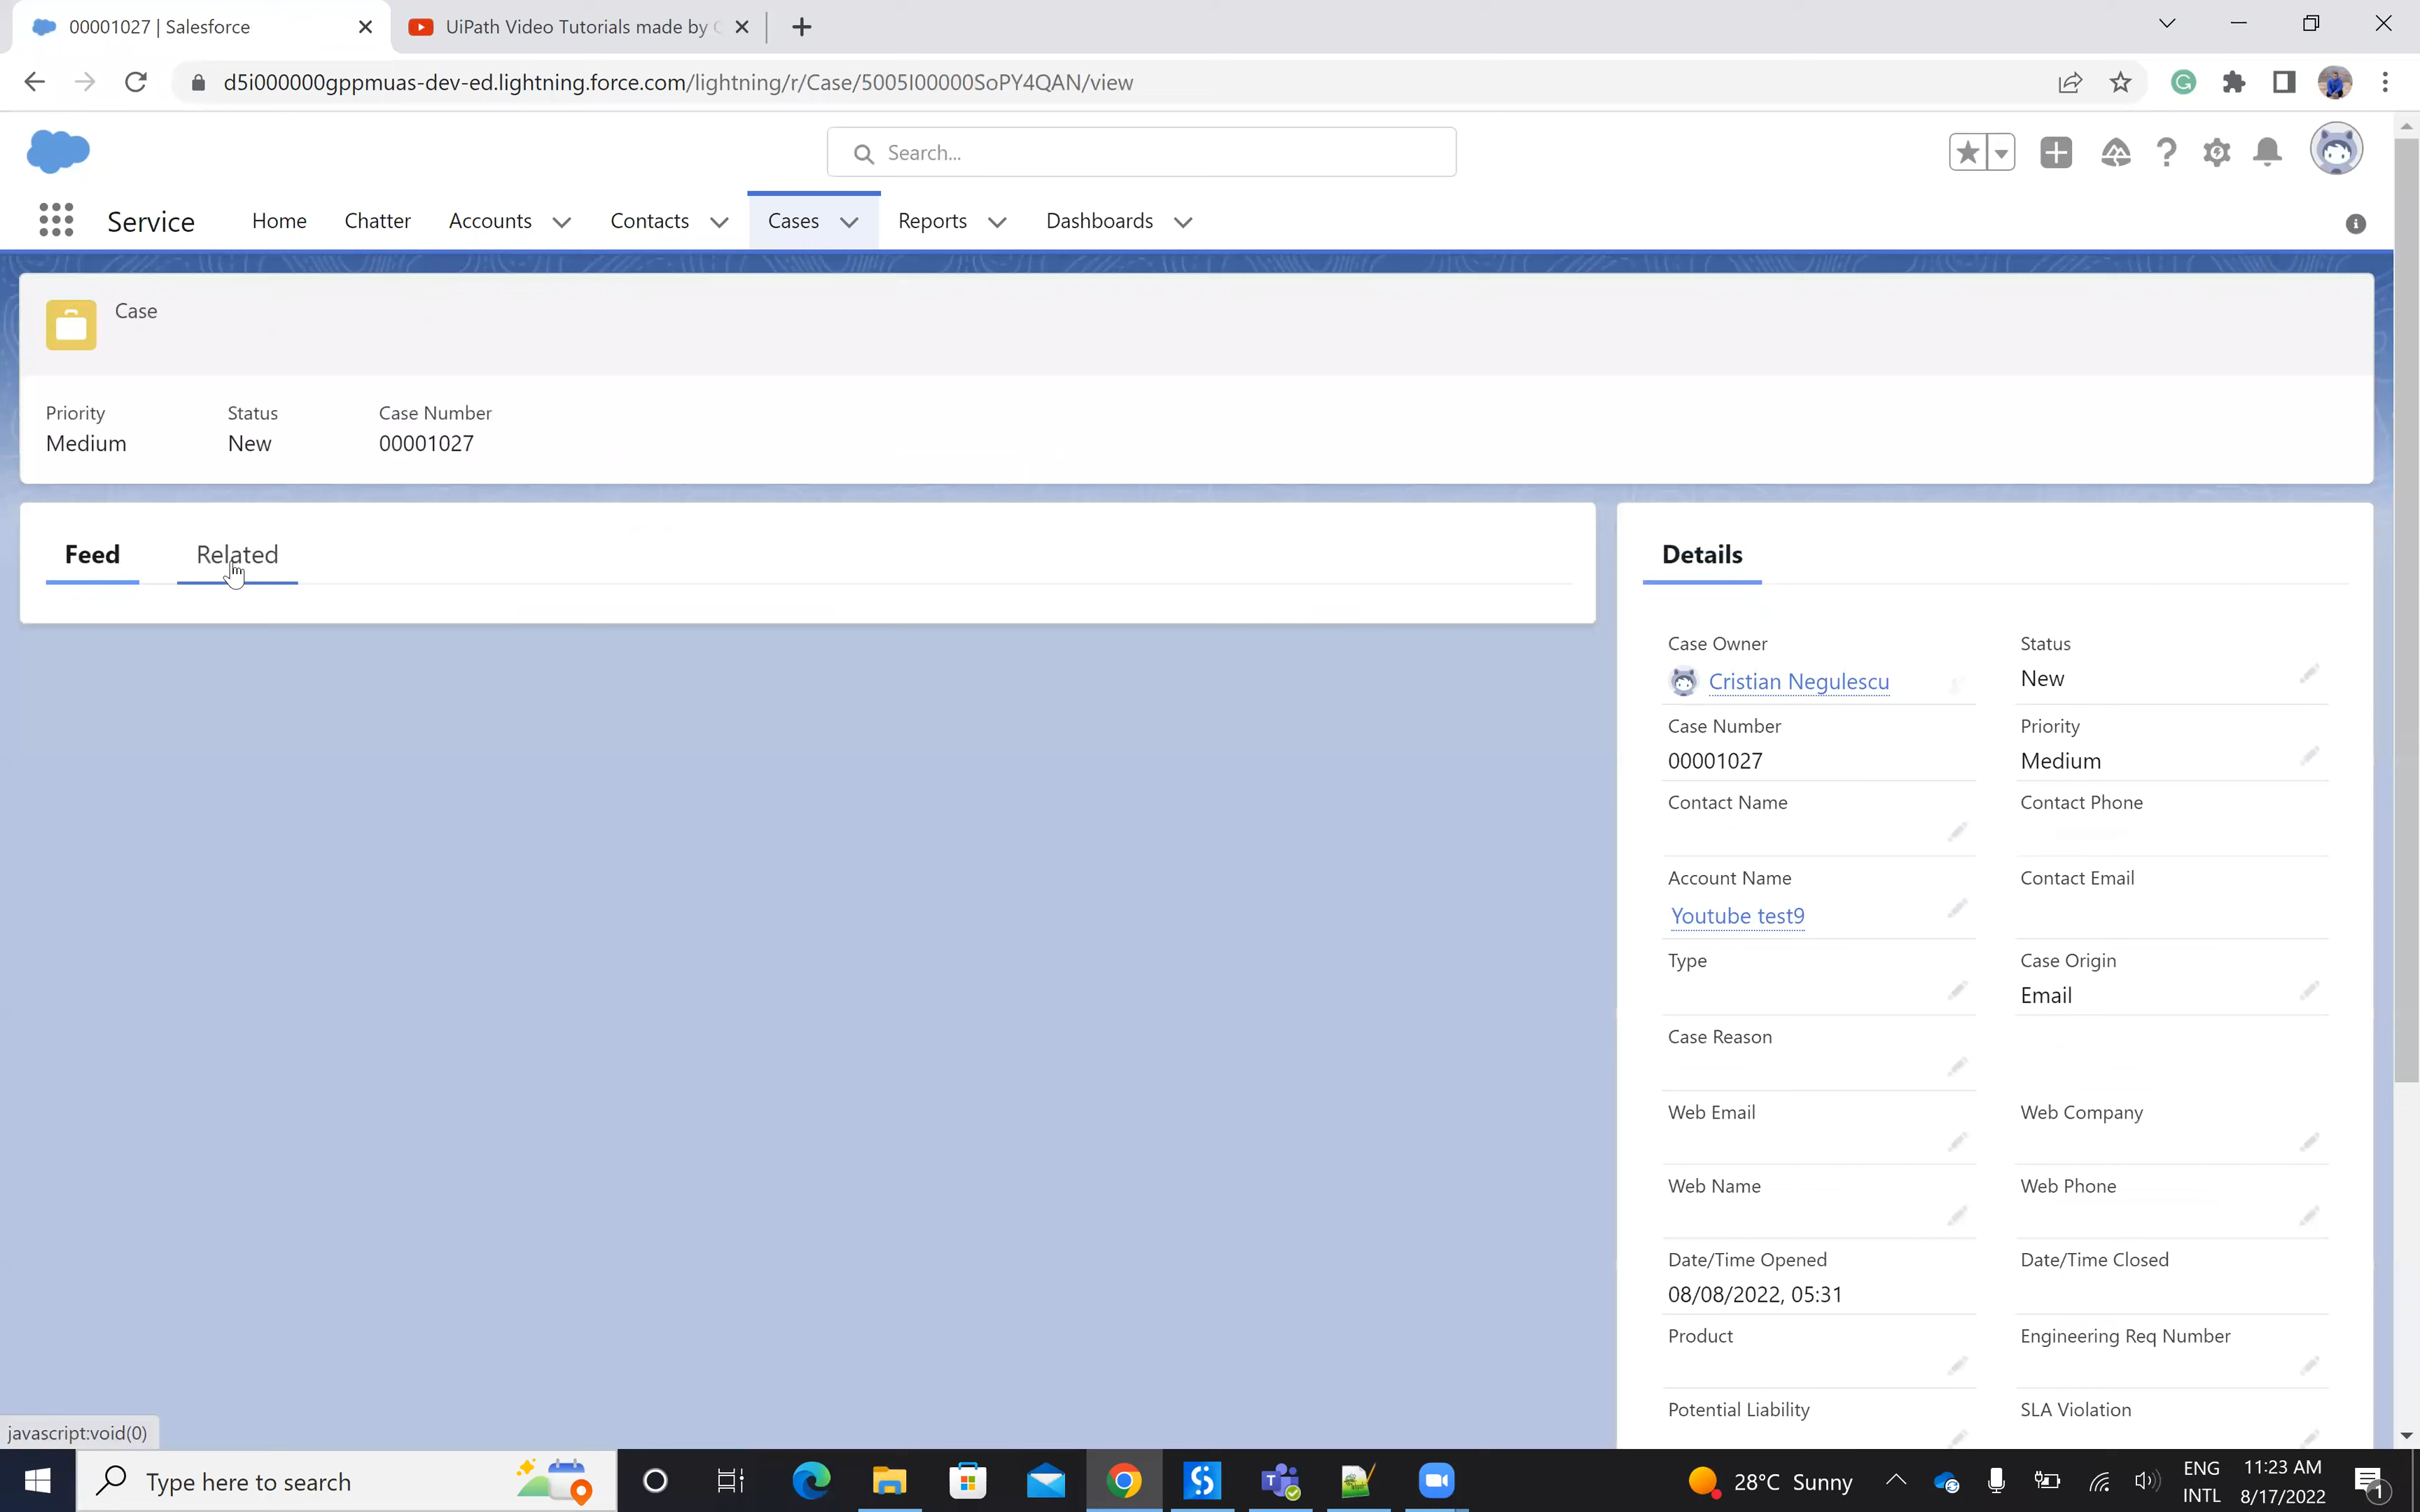 00001027 | Salesforce
UiPath Video Tutorials made by
d5i000000gppmuas-dev-ed.lightning.force.com/lightning/r/Case/5005I00000SoPY4QAN/view
Search...
Service
Home
Chatter
Accounts
Contacts
Cases
Reports
Dashboards
Case
Priority
Medium
Status
New
Case Number
00001027
Feed
Related
Details
Case Owner
Cristian Negulescu
Status
New
Case Number
00001027
Priority
Medium
Contact Name
Contact Phone
Account Name
Youtube test9
Contact Email
Type
Case Origin
Email
Case Reason
Web Email
Web Company
Web Name
Web Phone
Date/Time Opened
08/08/2022, 05:31
Date/Time Closed
Product
Engineering Req Number
Potential Liability
SLA Violation
javascript:void(0)
Type here to search
28°C Sunny
ENG
INTL
11:23 AM
8/17/2022
1